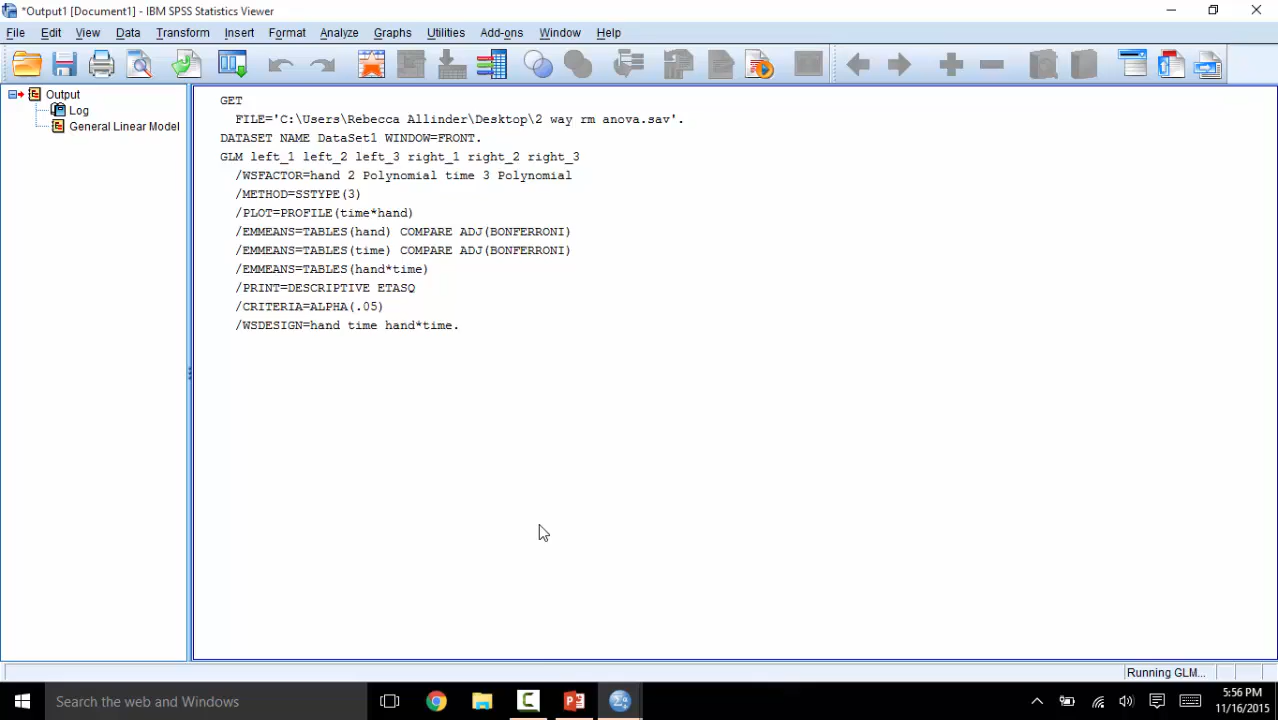 *Output1 [Document1] - IBM SPSS Statistics Viewer
File Edit View Data Transform Insert Format Analyze Graphs Utilities Add-ons Window Help
Output
Log
General Linear Model
GET
FILE='C:\Users\Rebecca Allinder\Desktop\2 way rm anova.sav'.
DATASET NAME DataSet1 WINDOW=FRONT.
GLM left_1 left_2 left_3 right_1 right_2 right_3
/WSFACTOR=hand 2 Polynomial time 3 Polynomial
/METHOD=SSTYPE(3)
/PLOT=PROFILE(time*hand)
/EMMEANS=TABLES(hand) COMPARE ADJ(BONFERRONI)
/EMMEANS=TABLES(time) COMPARE ADJ(BONFERRONI)
/EMMEANS=TABLES(hand*time)
/PRINT=DESCRIPTIVE ETASQ
/CRITERIA=ALPHA(.05)
/WSDESIGN=hand time hand*time.
Running GLM...
Search the web and Windows
5:56 PM
11/16/2015